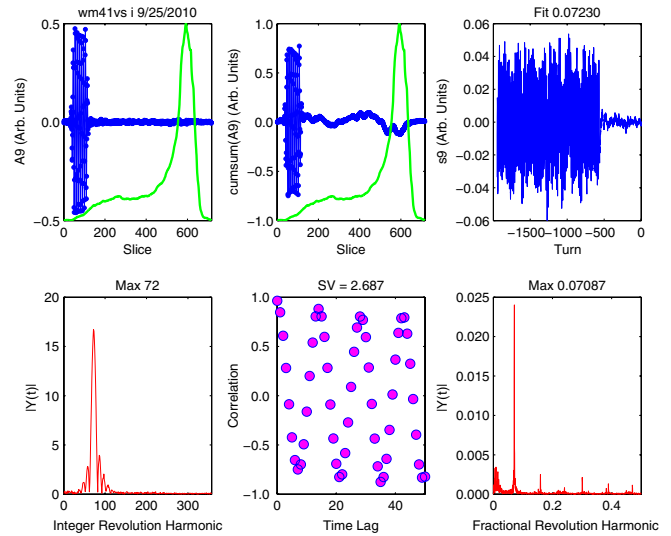 wm41vs i 9/25/2010
A9 (Arb. Units)
0.5
0.0
−0.5
0 200 400 600
Slice
cumsum(A9) (Arb. Units)
1.0
0.5
0.0
−0.5
−1.0
0 200 400 600
Slice
Fit 0.07230
s9 (Arb. Units)
0.06
0.04
0.02
0.00
−0.02
−0.04
0.06
−1500 −1000 −500 0
Turn
Max 72
|Y(t)|
20
15
10
5
0
0 100 200 300
Integer Revolution Harmonic
SV = 2.687
Correlation
1.0
0.5
0.0
−0.5
−1.0
0 20 40
Time Lag
Max 0.07087
|Y(t)|
0.025
0.020
0.015
0.010
0.005
0.000
0.0 0.2 0.4
Fractional Revolution Harmonic